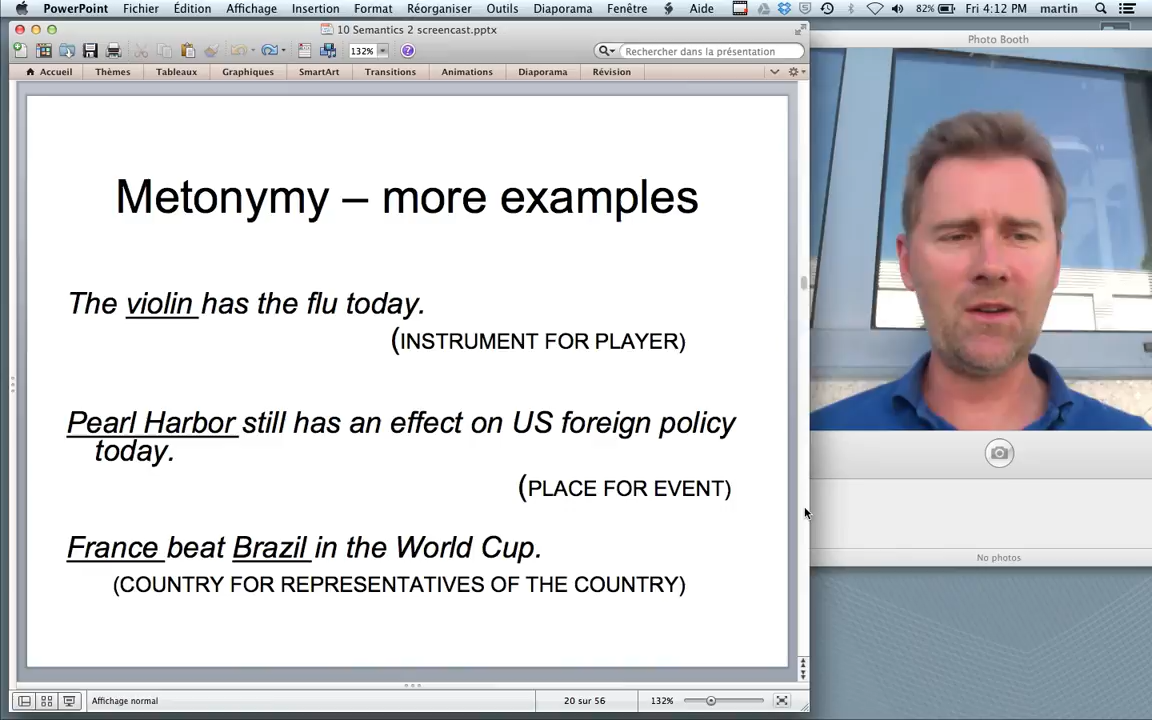 PowerPoint Fichier Édition Affichage Insertion Format Réorganiser Outils Diaporama Fenêtre Aide 82% Fri 4:12 PM martin
10 Semantics 2 screencast.pptx
Photo Booth
132% Rechercher dans la présentation
Accueil Thèmes Tableaux Graphiques SmartArt Transitions Animations Diaporama Révision
Metonymy – more examples
The violin has the flu today.
(INSTRUMENT FOR PLAYER)
Pearl Harbor still has an effect on US foreign policy
today.
(PLACE FOR EVENT)
France beat Brazil in the World Cup.
(COUNTRY FOR REPRESENTATIVES OF THE COUNTRY)
No photos
Affichage normal 20 sur 56 132%